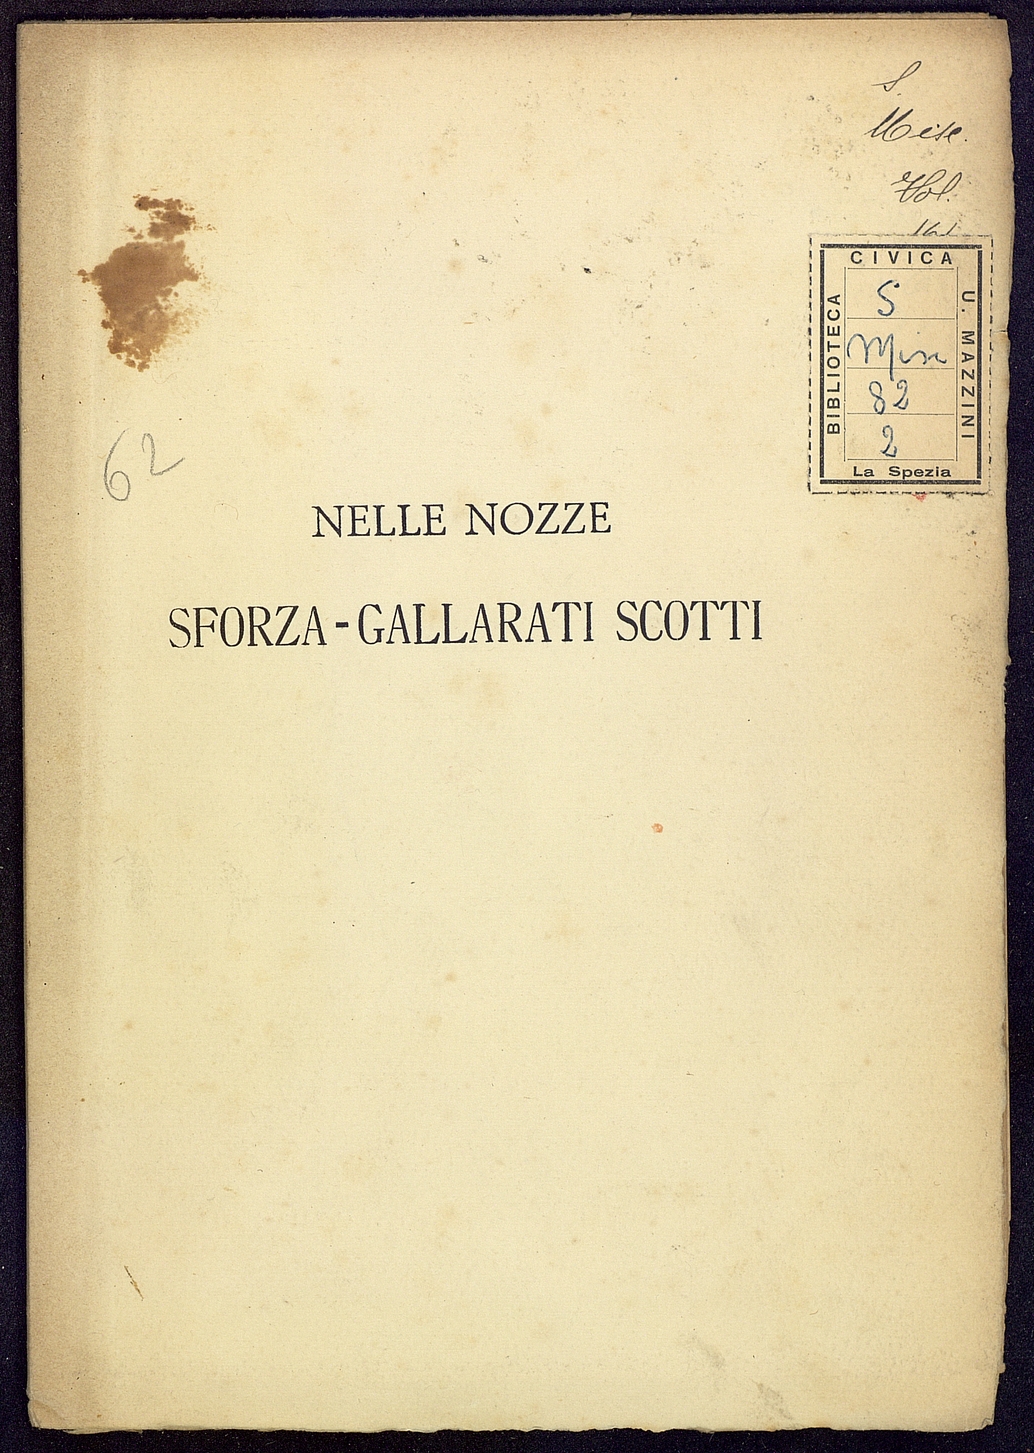 S.
Misc.
Vol.
CIVICA
BIBLIOTECA
U. MAZZINI
S
Misc
82
2
La Spezia
62
NELLE NOZZE
SFORZA-GALLARATI SCOTTI